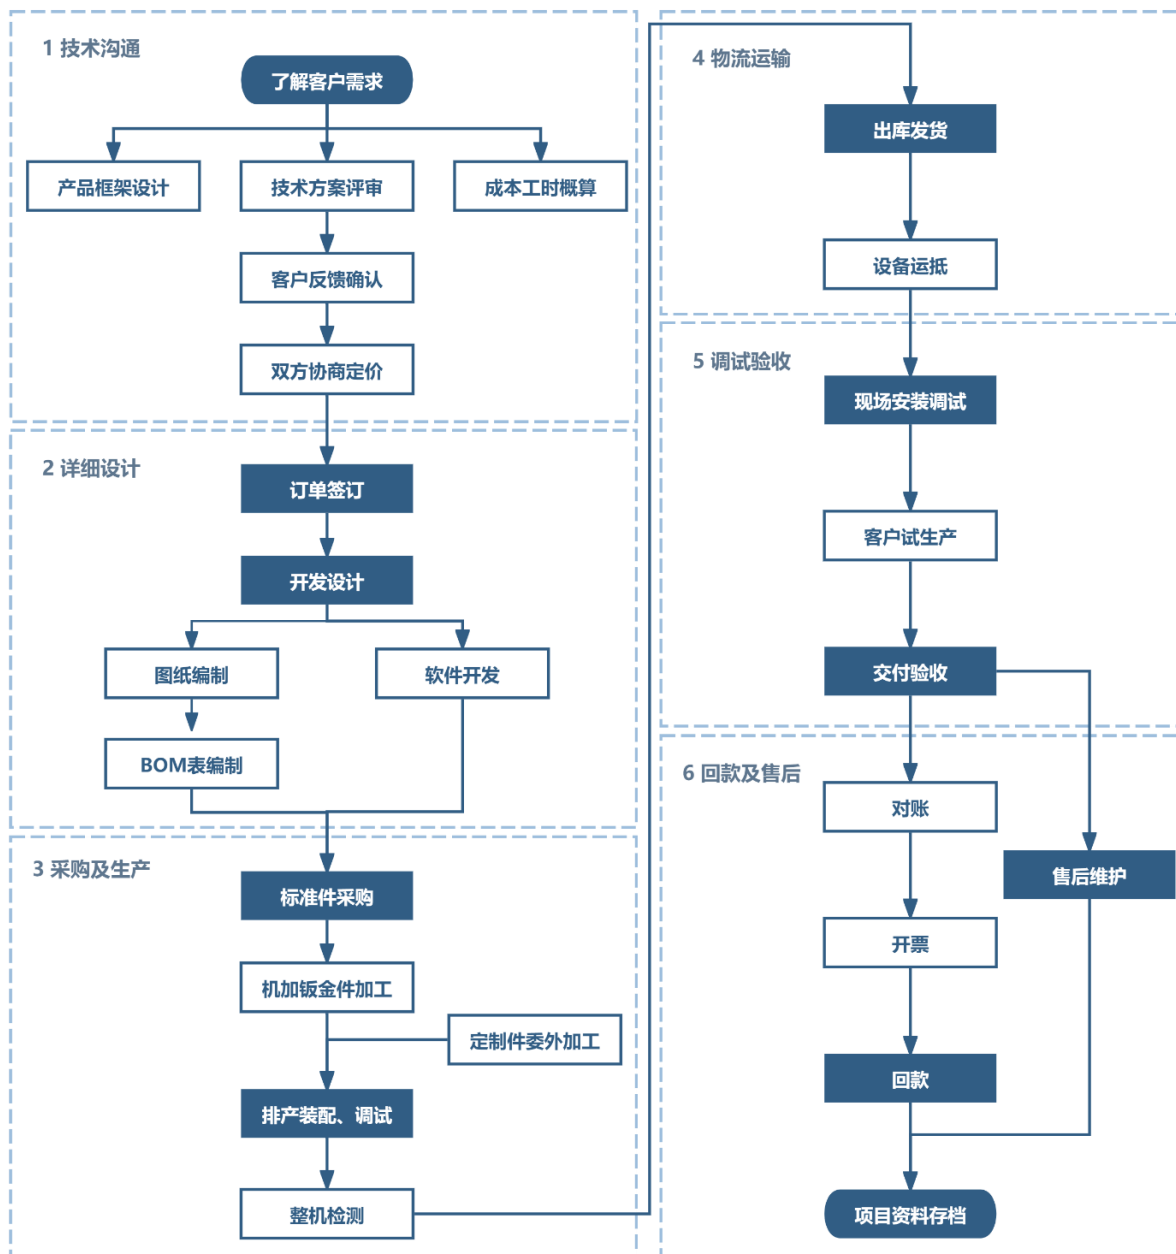 1 技术沟通
了解客户需求
产品框架设计
技术方案评审
成本工时概算
客户反馈确认
双方协商定价
2 详细设计
订单签订
开发设计
图纸编制
软件开发
BOM表编制
3 采购及生产
标准件采购
机加钣金件加工
定制件委外加工
排产装配、调试
整机检测
4 物流运输
出库发货
设备运抵
5 调试验收
现场安装调试
客户试生产
交付验收
6 回款及售后
对账
售后维护
开票
回款
项目资料存档